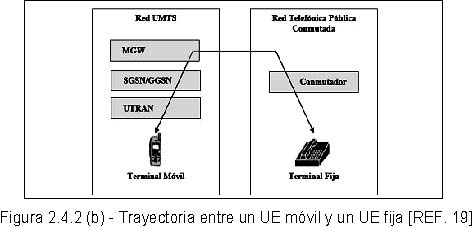 Red UMTS
Red Telefónica Pública
Conmutada
MGW
SGSN/GGSN
Conmutador
UTRAN
Terminal Móvil
Terminal Fija
Figura 2.4.2 (b) - Trayectoria entre un UE móvil y un UE fija [REF. 19]